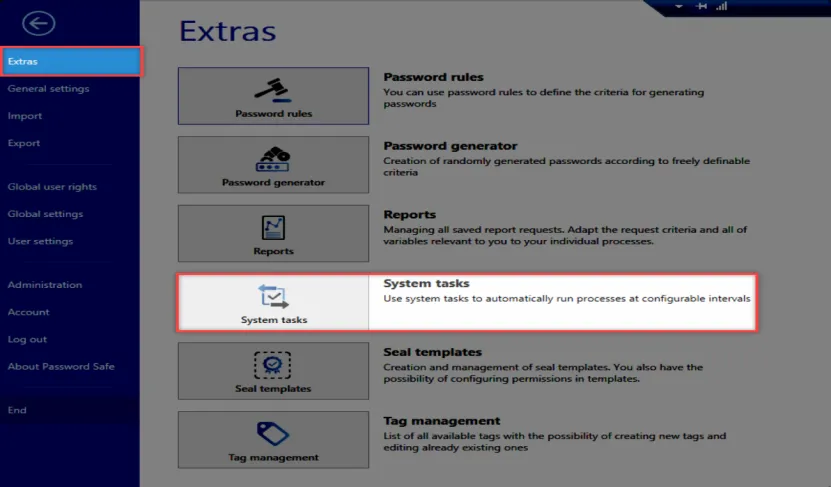 Extras
Extras
General settings
Import
Export
Global user rights
Global settings
User settings
Administration
Account
Log out
About Password Safe
End
Password rules
Password rules
You can use password rules to define the criteria for generating
passwords
Password generator
Password generator
Creation of randomly generated passwords according to freely definable
criteria
Reports
Reports
Managing all saved report requests. Adapt the request criteria and all of
variables relevant to you to your individual processes.
System tasks
System tasks
Use system tasks to automatically run processes at configurable intervals
Seal templates
Seal templates
Creation and management of seal templates. You also have the
possibility of configuring permissions in templates.
Tag management
Tag management
List of all available tags with the possibility of creating new tags and
editing already existing ones